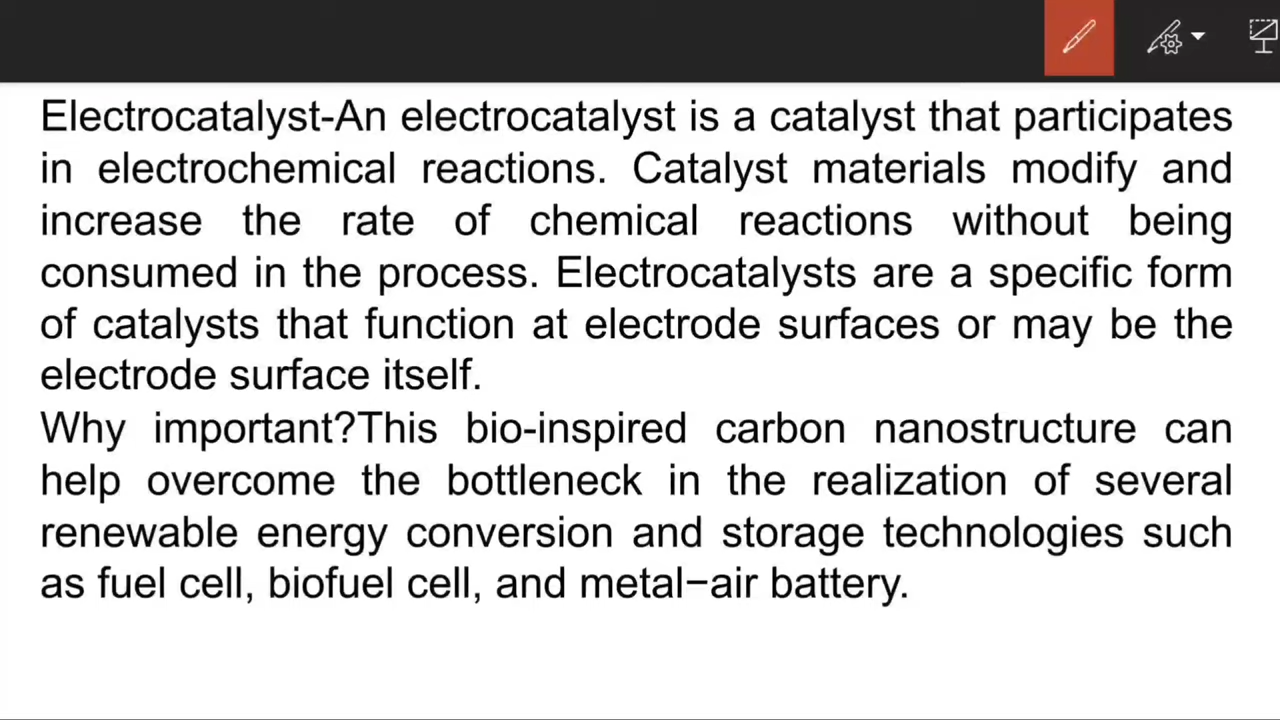 Electrocatalyst-An electrocatalyst is a catalyst that participates
in electrochemical reactions. Catalyst materials modify and
increase the rate of chemical reactions without being
consumed in the process. Electrocatalysts are a specific form
of catalysts that function at electrode surfaces or may be the
electrode surface itself.
Why important?This bio-inspired carbon nanostructure can
help overcome the bottleneck in the realization of several
renewable energy conversion and storage technologies such
as fuel cell, biofuel cell, and metal−air battery.